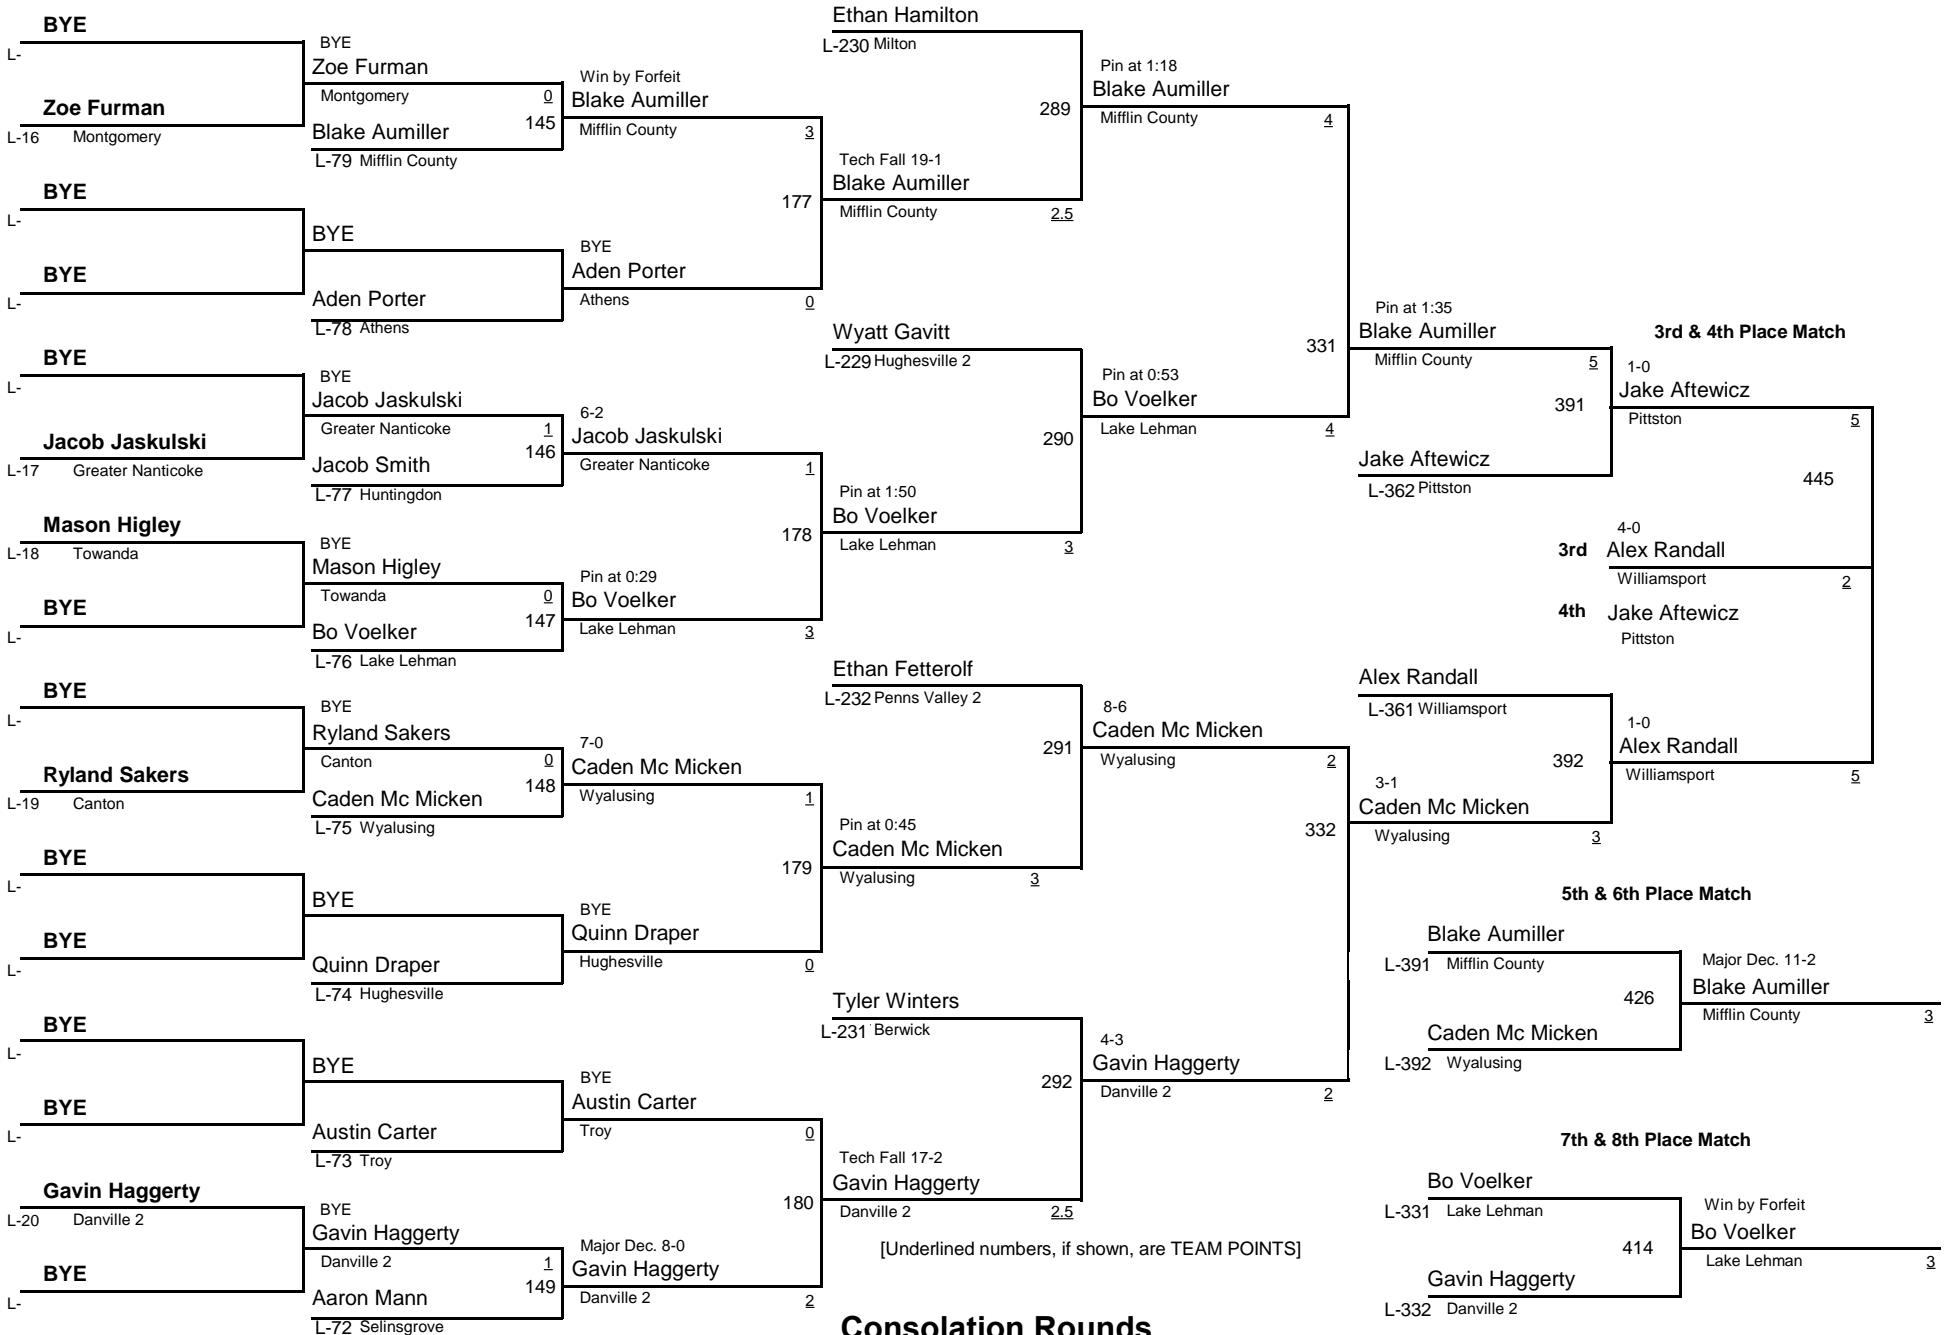 BYE
L-
Zoe Furman
L-16 Montgomery
BYE
L-
BYE
L-
BYE
L-
Jacob Jaskulski
L-17 Greater Nanticoke
Mason Higley
L-18 Towanda
BYE
L-
BYE
L-
Ryland Sakers
L-19 Canton
BYE
L-
BYE
L-
BYE
L-
BYE
L-
Gavin Haggerty
L-20 Danville 2
BYE
L-
BYE
Zoe Furman
Montgomery 0
145
Blake Aumiller
L-79 Mifflin County
BYE
Aden Porter
L-78 Athens
BYE
Jacob Jaskulski
Greater Nanticoke 1
146
Jacob Smith
L-77 Huntingdon
BYE
Mason Higley
Towanda 0
147
Bo Voelker
L-76 Lake Lehman
BYE
Ryland Sakers
Canton 0
148
Caden Mc Micken
L-75 Wyalusing
BYE
Quinn Draper
L-74 Hughesville
BYE
Austin Carter
L-73 Troy
BYE
Gavin Haggerty
Danville 2 1
149
Aaron Mann
L-72 Selinsgrove
Win by Forfeit
Blake Aumiller
Mifflin County 3
177
BYE
Aden Porter
Athens 0
6-2
Jacob Jaskulski
Greater Nanticoke 1
178
Pin at 0:29
Bo Voelker
Lake Lehman 3
7-0
Caden Mc Micken
Wyalusing 1
179
BYE
Quinn Draper
Hughesville 0
BYE
Austin Carter
Troy 0
180
Major Dec. 8-0
Gavin Haggerty
Danville 2 2
Ethan Hamilton
L-230 Milton
289
Tech Fall 19-1
Blake Aumiller
Mifflin County 2.5
Wyatt Gavitt
L-229 Hughesville 2
290
Pin at 1:50
Bo Voelker
Lake Lehman 3
Ethan Fetterolf
L-232 Penns Valley 2
291
Pin at 0:45
Caden Mc Micken
Wyalusing 3
Tyler Winters
L-231 Berwick
292
Tech Fall 17-2
Gavin Haggerty
Danville 2 2.5
[Underlined numbers, if shown, are TEAM POINTS]
Consolation Rounds
Pin at 1:18
Blake Aumiller
Mifflin County 4
331
Pin at 0:53
Bo Voelker
Lake Lehman 4
8-6
Caden Mc Micken
Wyalusing 2
332
4-3
Gavin Haggerty
Danville 2 2
Pin at 1:35
Blake Aumiller
Mifflin County 5
391
Jake Aftewicz
L-362 Pittston
Alex Randall
L-361 Williamsport
392
3-1
Caden Mc Micken
Wyalusing 3
3rd & 4th Place Match
1-0
Jake Aftewicz
Pittston 5
445
4-0
3rd Alex Randall
Williamsport 2
4th Jake Aftewicz
Pittston
1-0
Alex Randall
Williamsport 5
5th & 6th Place Match
Blake Aumiller
L-391 Mifflin County
426
Caden Mc Micken
L-392 Wyalusing
Major Dec. 11-2
Blake Aumiller
Mifflin County 3
7th & 8th Place Match
Bo Voelker
L-331 Lake Lehman
414
Gavin Haggerty
L-332 Danville 2
Win by Forfeit
Bo Voelker
Lake Lehman 3